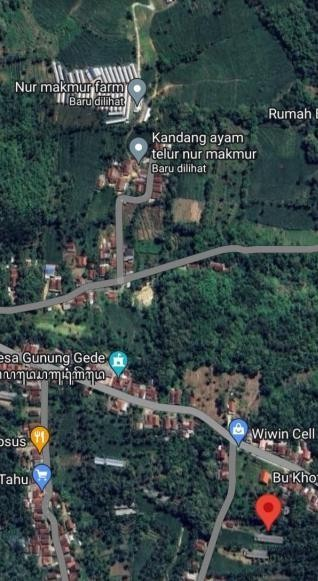 Nur makmur farm
Baru dilihat
Rumah
Kandang ayam
telur nur makmur
Baru dilihat
esa Gunung Gede
osus
Wiwin Cell
Tahu
Bu Kho